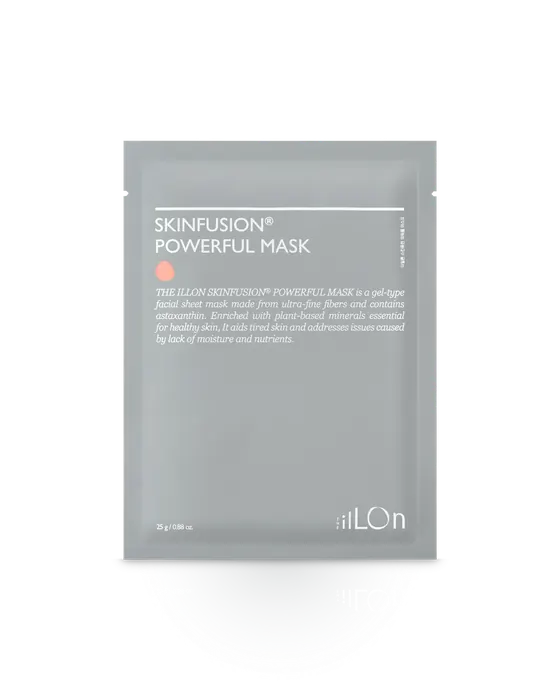 SKINFUSION®
POWERFUL MASK
THE ILLON SKINFUSION® POWERFUL MASK is a gel-type
facial sheet mask made from ultra-fine fibers and contains
astaxanthin. Enriched with plant-based minerals essential
for healthy skin, It aids tired skin and addresses issues caused
by lack of moisture and nutrients.
25 g / 0.88 oz.
THE iLLOn